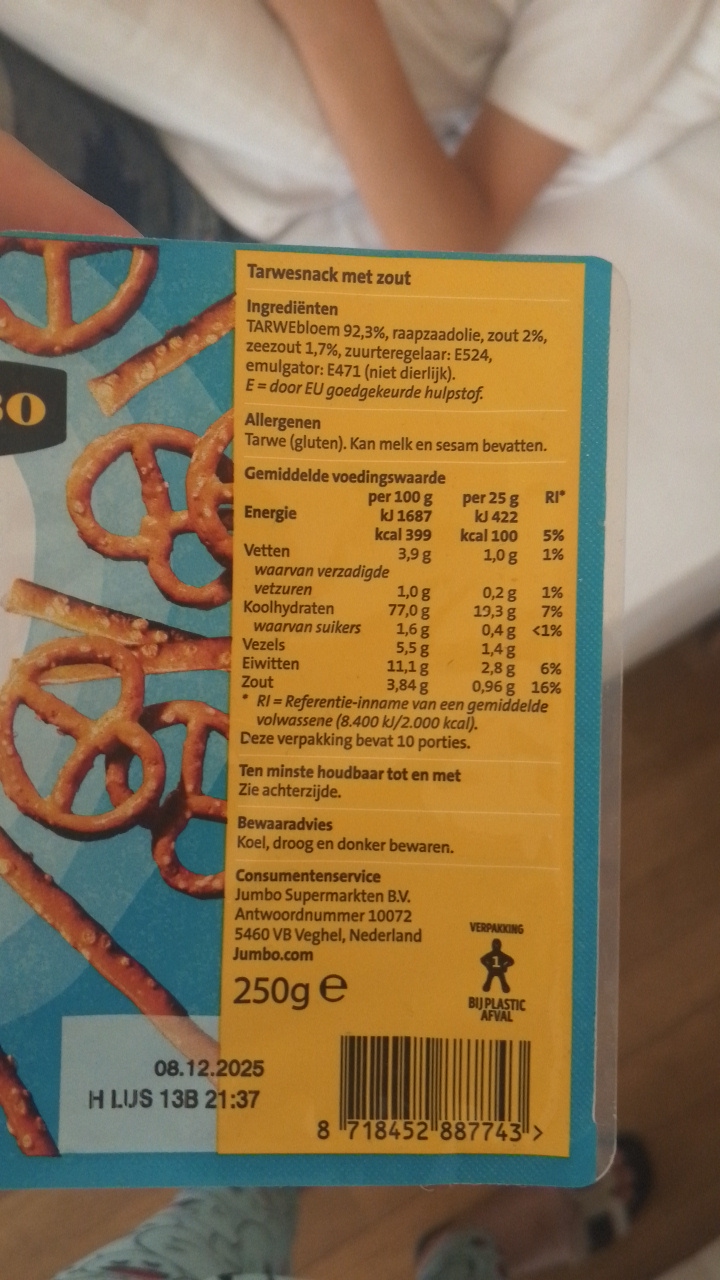 BO
Tarwesnack met zout
Ingrediënten
TARWEbloem 92,3%, raapzaadolie, zout 2%,
zeezout 1,7%, zuurteregelaar: E524,
emulgator: E471 (niet dierlijk).
E = door EU goedgekeurde hulpstof.
Allergenen
Tarwe (gluten). Kan melk en sesam bevatten.
Gemiddelde voedingswaarde
per 100 g per 25 g RI*
Energie kJ 1687 kJ 422
kcal 399 kcal 100 5%
Vetten 3,9 g 1,0 g 1%
waarvan verzadigde
vetzuren 1,0 g 0,2 g 1%
Koolhydraten 77,0 g 19,3 g 7%
waarvan suikers 1,6 g 0,4 g <1%
Vezels 5,5 g 1,4 g
Eiwitten 11,1 g 2,8 g 6%
Zout 3,84 g 0,96 g 16%
* RI = Referentie-inname van een gemiddelde
volwassene (8.400 kJ/2.000 kcal).
Deze verpakking bevat 10 porties.
Ten minste houdbaar tot en met
Zie achterzijde.
Bewaaradvies
Koel, droog en donker bewaren.
Consumentenservice
Jumbo Supermarkten B.V.
Antwoordnummer 10072
5460 VB Veghel, Nederland
Jumbo.com
250g e
VERPAKKING
1
BIJ PLASTIC
AFVAL
08.12.2025
H LIJS 13B 21:37
8 718452 887743 >